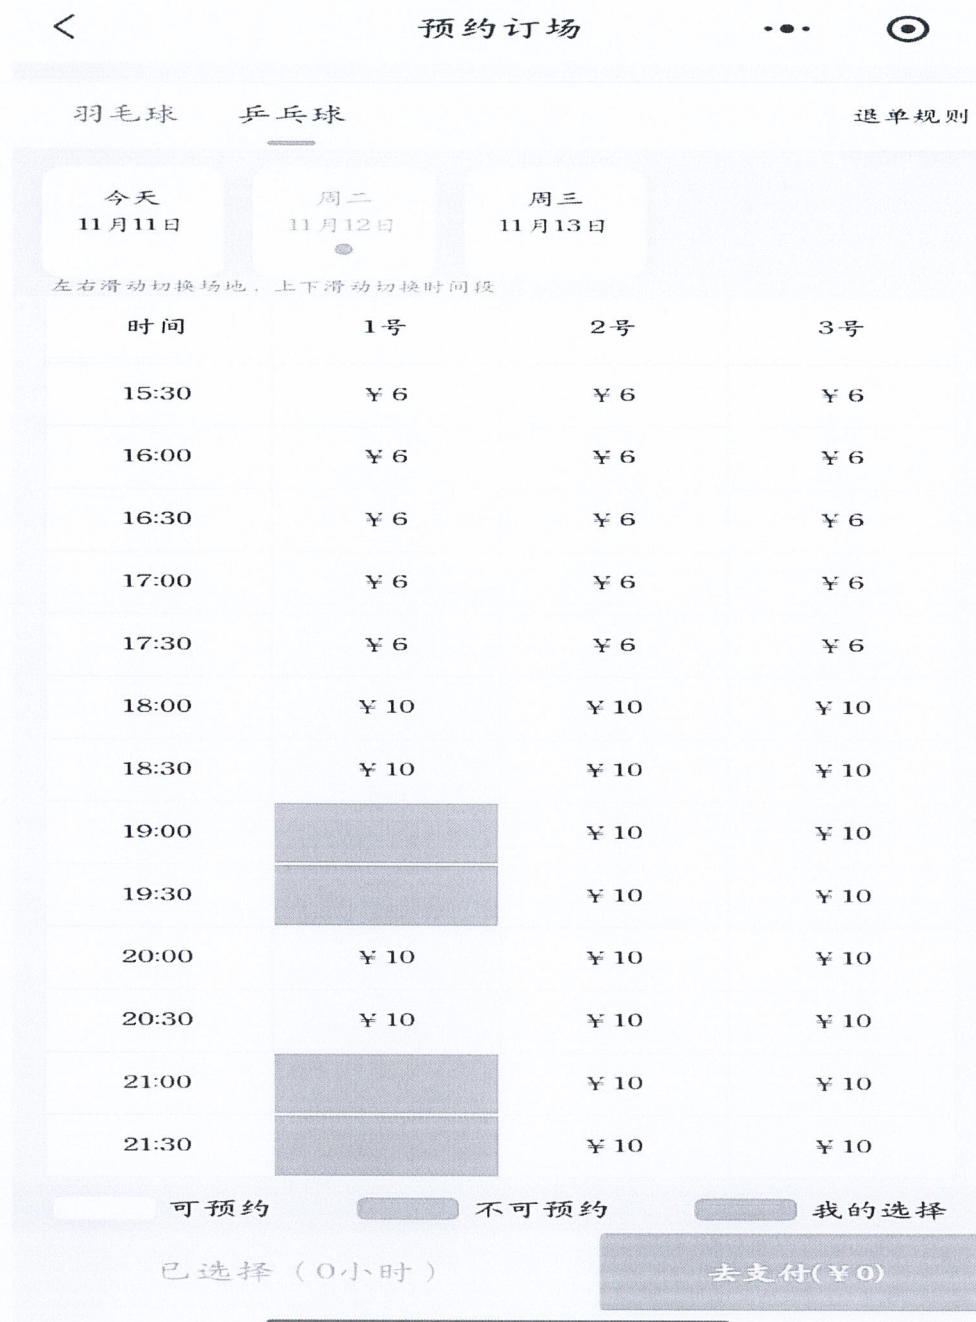 预约订场
羽毛球 乒乓球 退单规则
今天 周二 周三
11月11日 11月12日 11月13日
左右滑动切换场地，上下滑动切换时间段
时间 1号 2号 3号
15:30 ¥6 ¥6 ¥6
16:00 ¥6 ¥6 ¥6
16:30 ¥6 ¥6 ¥6
17:00 ¥6 ¥6 ¥6
17:30 ¥6 ¥6 ¥6
18:00 ¥10 ¥10 ¥10
18:30 ¥10 ¥10 ¥10
19:00 ¥10 ¥10
19:30 ¥10 ¥10
20:00 ¥10 ¥10 ¥10
20:30 ¥10 ¥10 ¥10
21:00 ¥10 ¥10
21:30 ¥10 ¥10
可预约 不可预约 我的选择
已选择（0小时） 去支付(¥0)